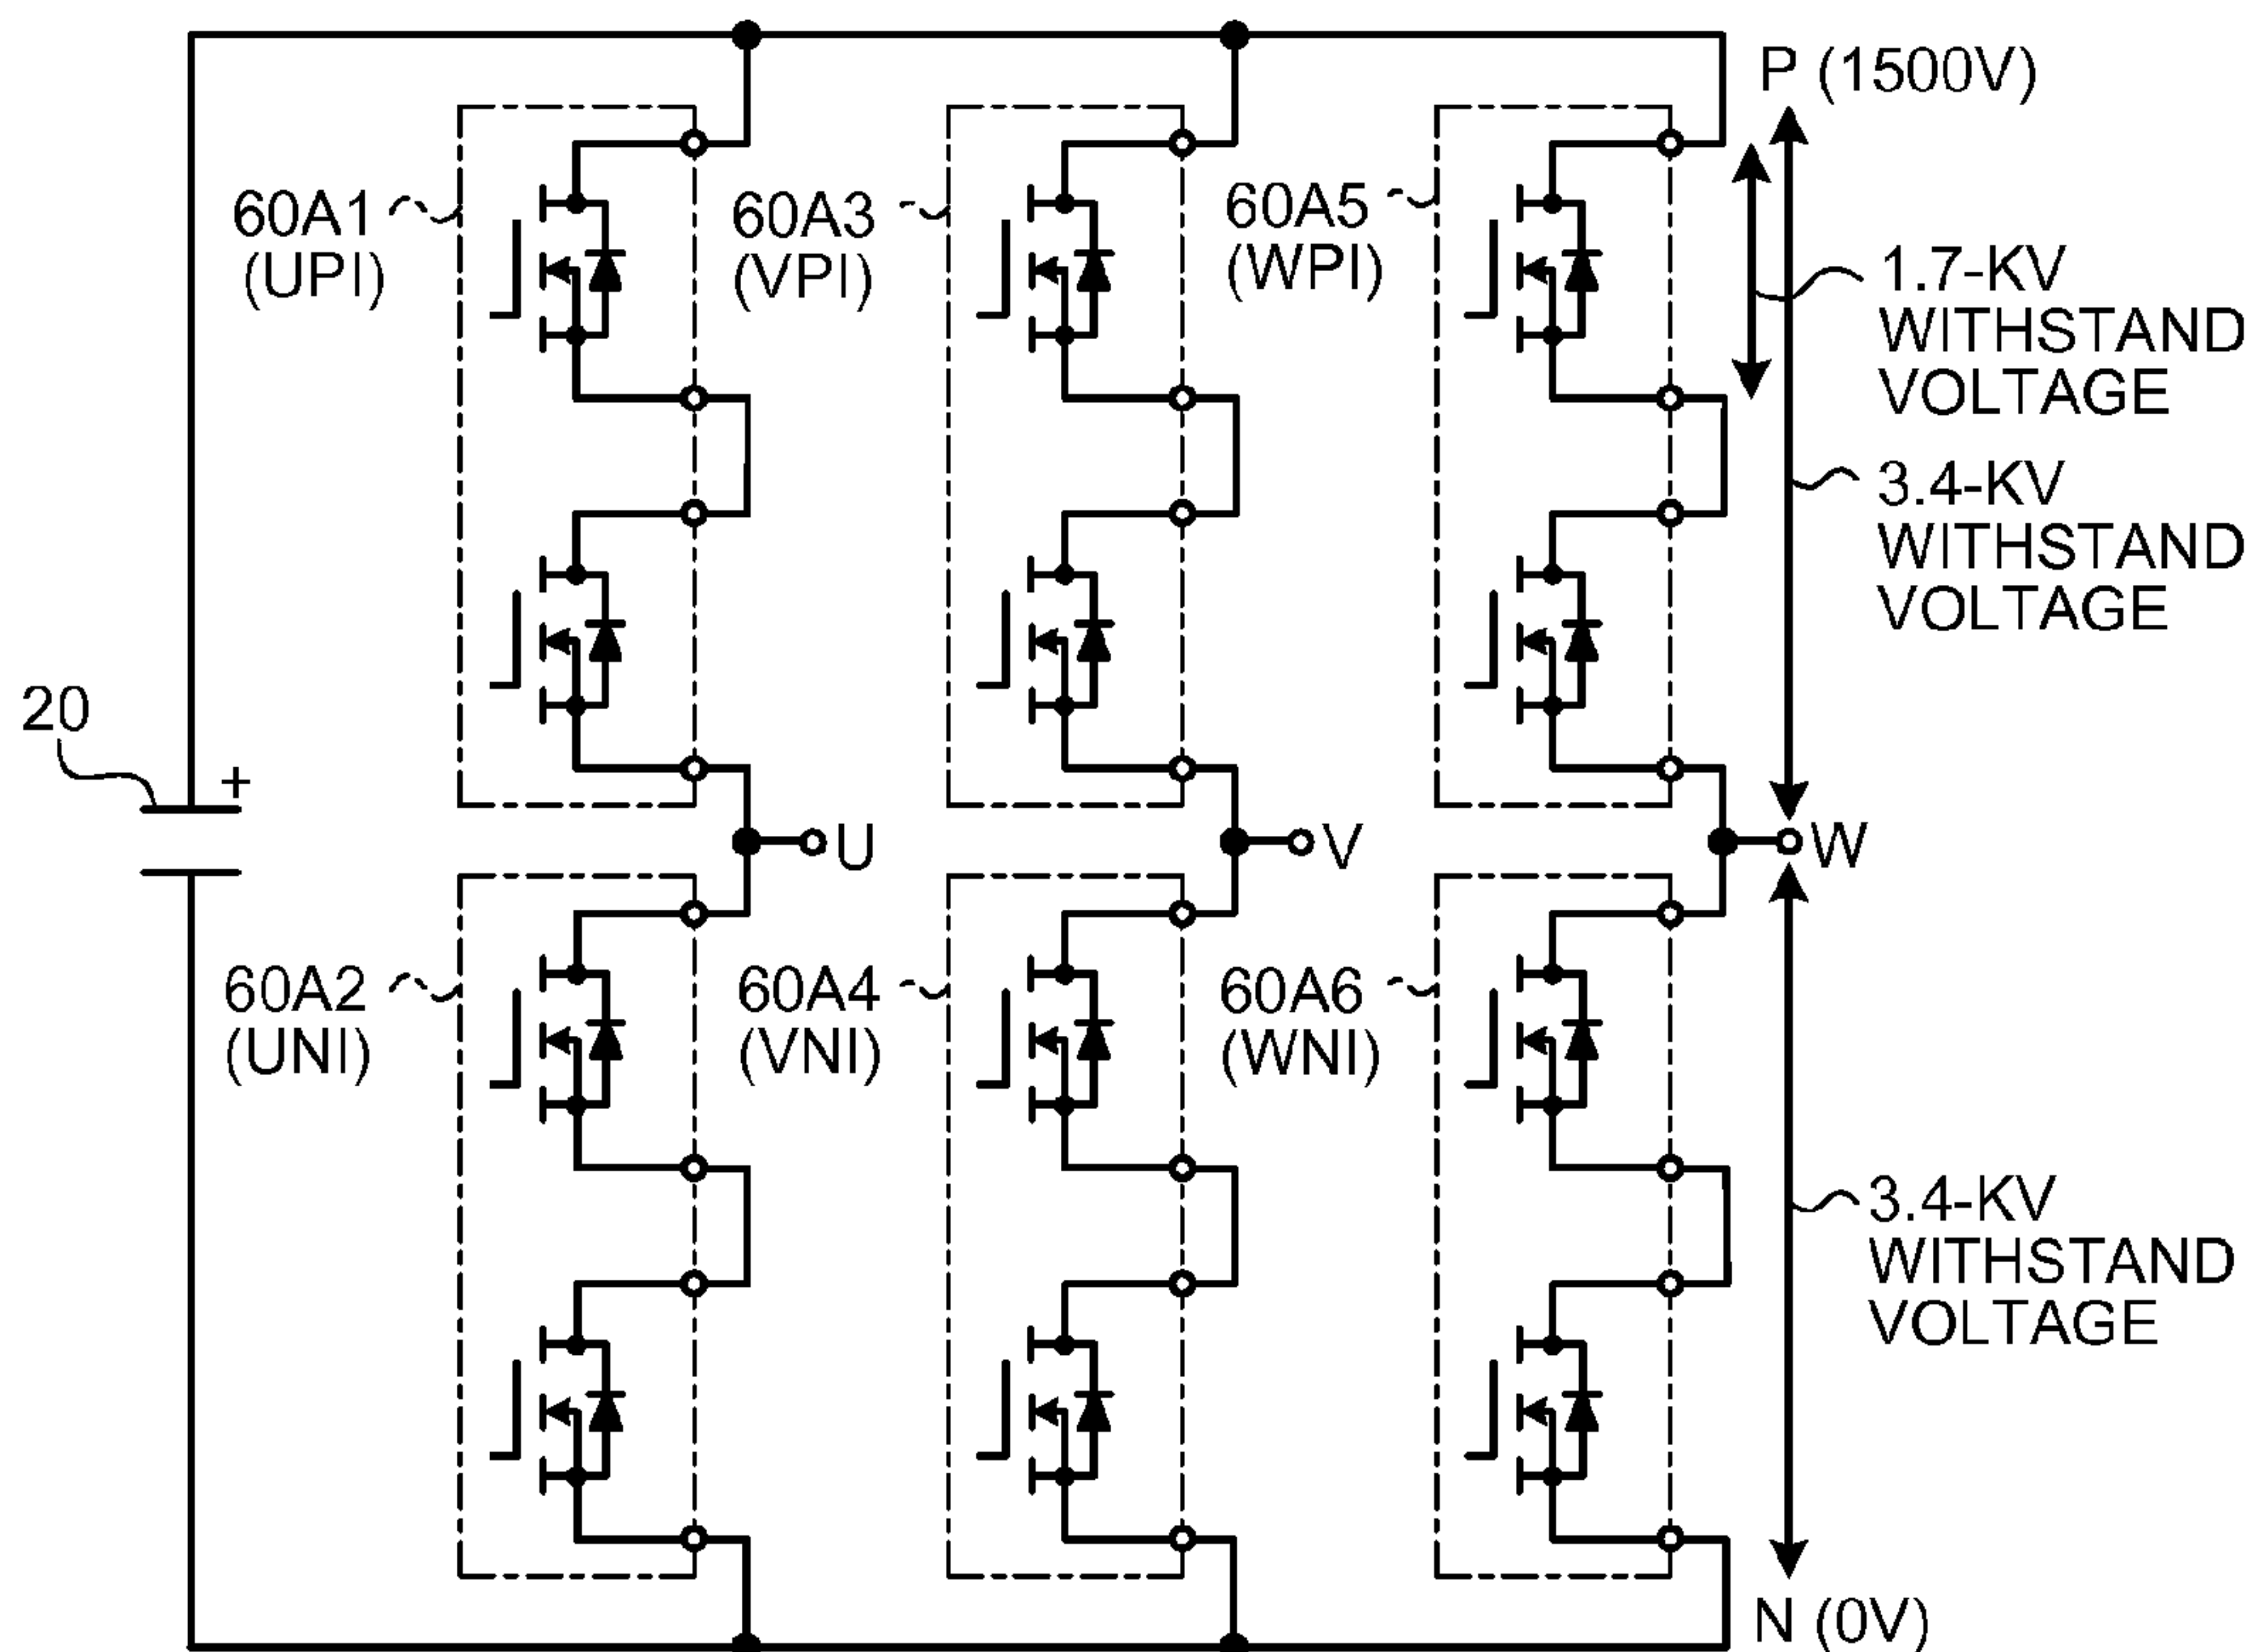 P (1500V)
60A1
(UPI)
60A3
(VPI)
60A5
(WPI)
1.7-KV
WITHSTAND
VOLTAGE
3.4-KV
WITHSTAND
VOLTAGE
20
+
U
V
W
60A2
(UNI)
60A4
(VNI)
60A6
(WNI)
3.4-KV
WITHSTAND
VOLTAGE
N (0V)